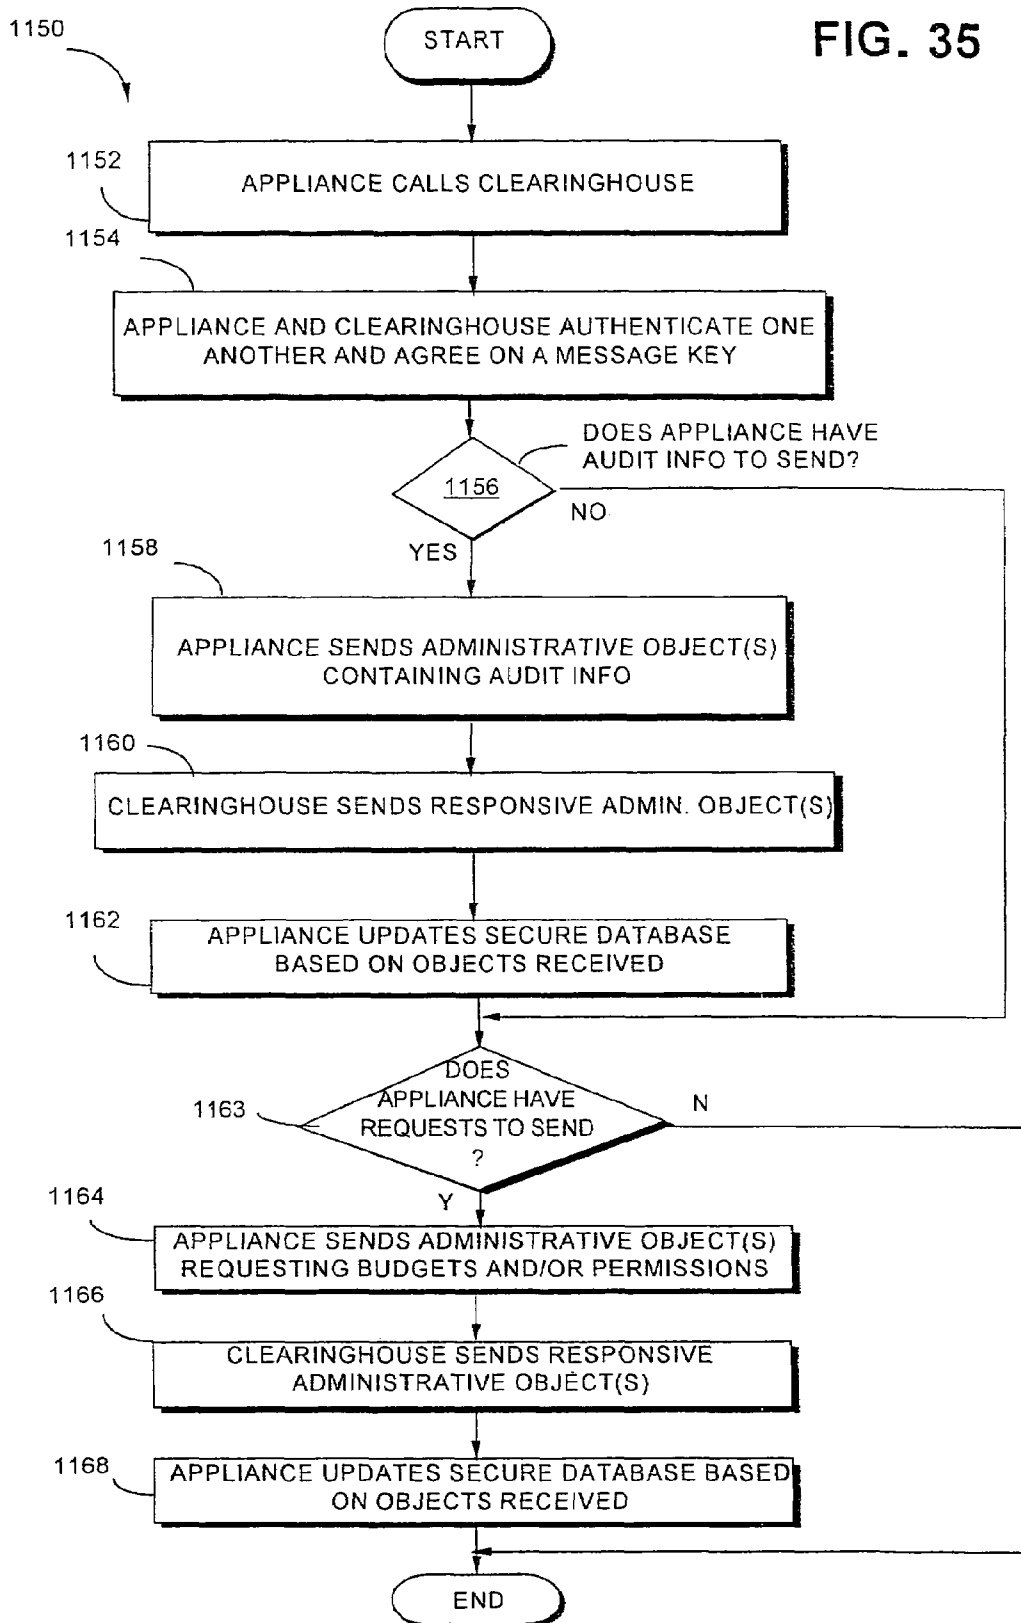 1150
START
FIG. 35
1152
APPLIANCE CALLS CLEARINGHOUSE
1154
APPLIANCE AND CLEARINGHOUSE AUTHENTICATE ONE
ANOTHER AND AGREE ON A MESSAGE KEY
DOES APPLIANCE HAVE
AUDIT INFO TO SEND?
1156
NO
YES
1158
APPLIANCE SENDS ADMINISTRATIVE OBJECT(S)
CONTAINING AUDIT INFO
1160
CLEARINGHOUSE SENDS RESPONSIVE ADMIN. OBJECT(S)
1162
APPLIANCE UPDATES SECURE DATABASE
BASED ON OBJECTS RECEIVED
DOES
APPLIANCE HAVE
REQUESTS TO SEND
?
1163
N
Y
1164
APPLIANCE SENDS ADMINISTRATIVE OBJECT(S)
REQUESTING BUDGETS AND/OR PERMISSIONS
1166
CLEARINGHOUSE SENDS RESPONSIVE
ADMINISTRATIVE OBJECT(S)
1168
APPLIANCE UPDATES SECURE DATABASE BASED
ON OBJECTS RECEIVED
END